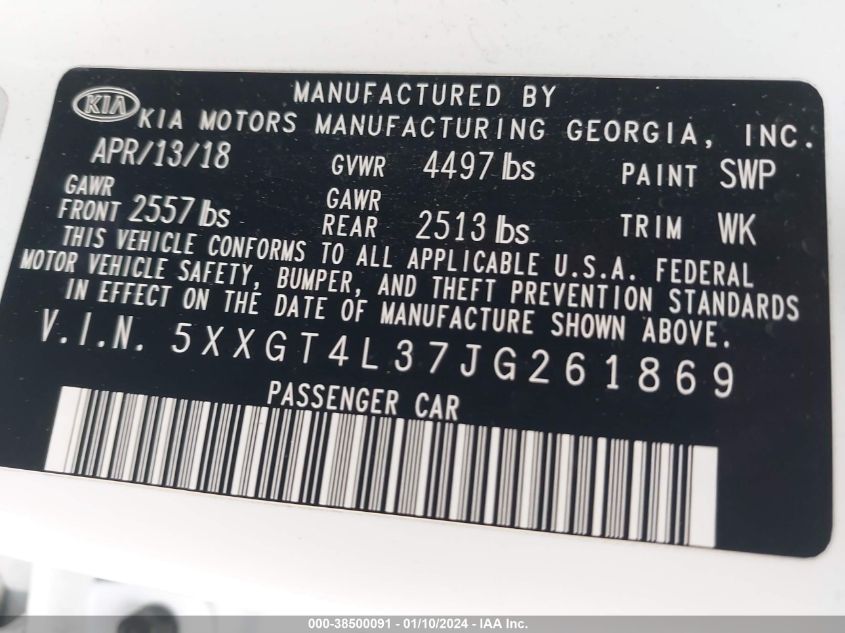 MANUFACTURED BY
KIA KIA MOTORS MANUFACTURING GEORGIA, INC.
APR/13/18 GVWR 4497 lbs PAINT SWP
GAWR FRONT 2557 lbs GAWR REAR 2513 lbs TRIM WK
THIS VEHICLE CONFORMS TO ALL APPLICABLE U.S.A. FEDERAL
MOTOR VEHICLE SAFETY, BUMPER, AND THEFT PREVENTION STANDARDS
IN EFFECT ON THE DATE OF MANUFACTURE SHOWN ABOVE.
V.I.N. 5XXGT4L37JG261869
PASSENGER CAR
000-38500091 - 01/10/2024 - IAA Inc.